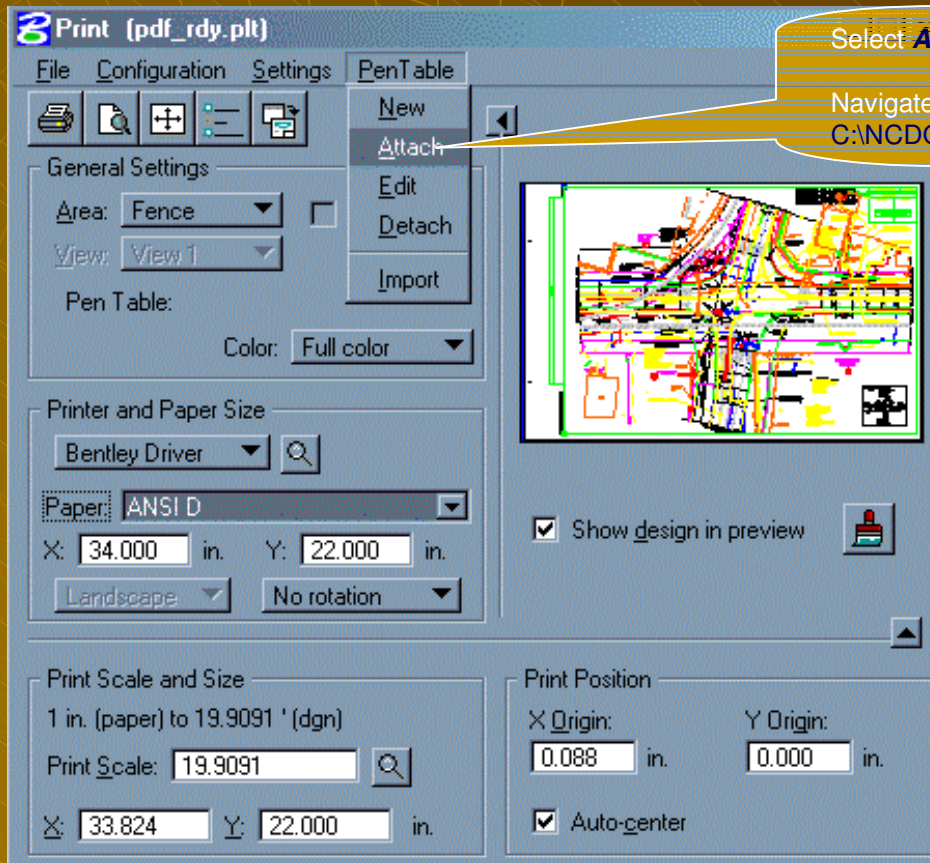 Print (pdf_rdy.plt)
File Configuration Settings PenTable
New
Attach
Edit
Detach
Import
Select A
Navigate
C:\NCDO
General Settings
Area: Fence
View: View 1
Pen Table:
Color: Full color
Printer and Paper Size
Bentley Driver
Paper: ANSI D
X: 34.000 in. Y: 22.000 in.
Landscape No rotation
Show design in preview
Print Scale and Size
1 in. (paper) to 19.9091 ' (dgn)
Print Scale: 19.9091
X: 33.824 Y: 22.000 in.
Print Position
X Origin: Y Origin:
0.088 in. 0.000 in.
Auto-center